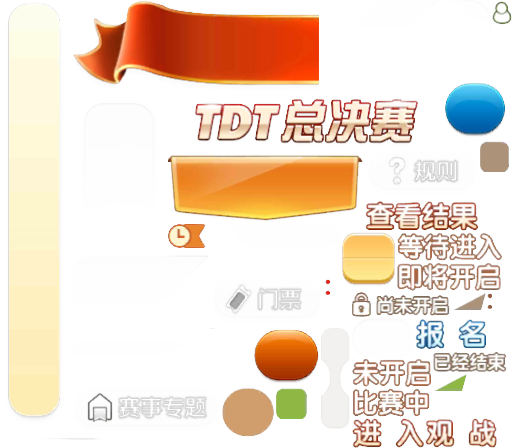 TDT总决赛
规则
查看结果
等待进入
即将开启
门票
尚未开启
报 名
已经结束
未开启
赛事专题
比赛中
进 入观 战